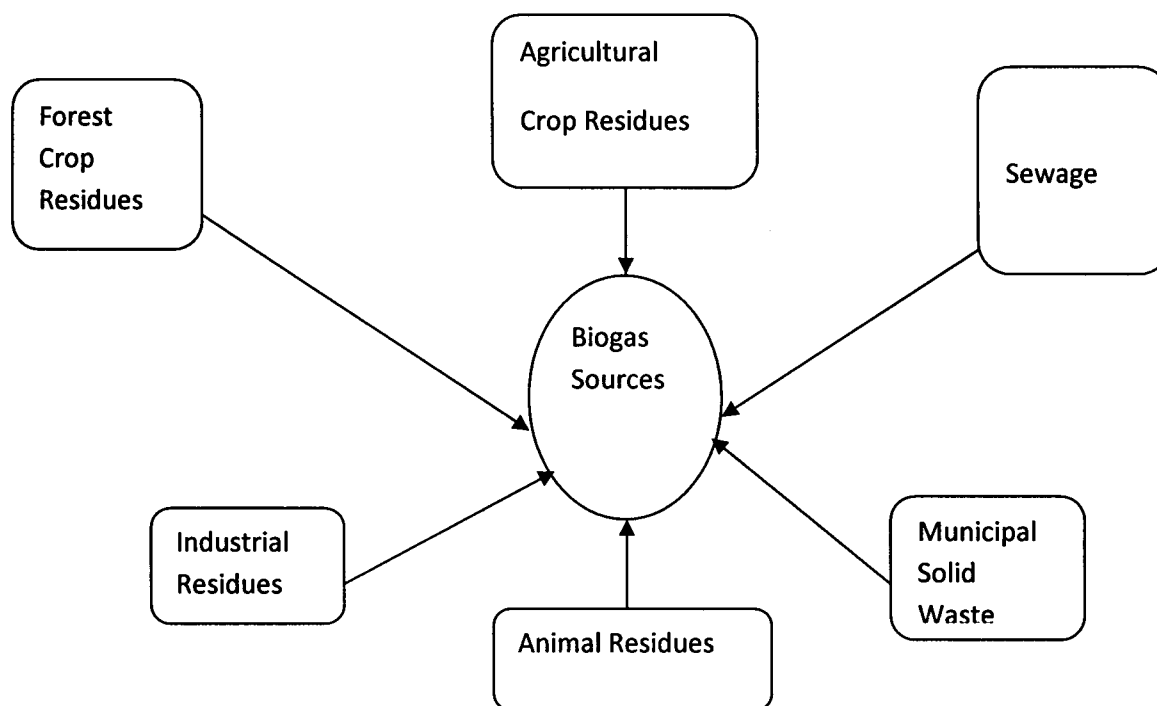 Agricultural
Crop Residues
Forest
Crop
Residues
Sewage
Biogas
Sources
Industrial
Residues
Municipal
Solid
Waste
Animal Residues